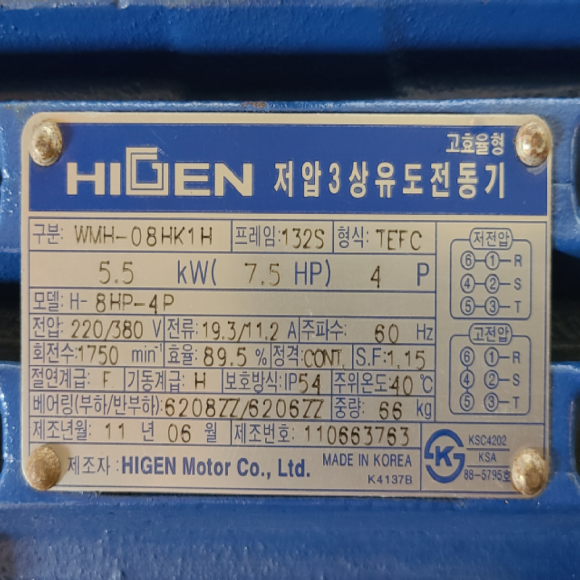 고효율형
HIGEN 저압3상유도전동기
구분: WMH-08HK1H 프레임:132S 형식: TEFC
5.5 kW( 7.5 HP) 4 P
모델: H-8HP-4P
전압: 220/380 V 전류: 19.3/11.2 A 주파수: 60 Hz
회전수:1750 min⁻¹ 효율: 89.5 % 정격:CONT. S.F:1.15
절연계급: F 기동계급: H 보호방식:IP54 주위온도:40℃
베어링(부하/반부하):6208ZZ/6206ZZ 중량: 66 kg
제조년월: 11 년 06 월 제조번호: 110663763
제조자: HIGEN Motor Co., Ltd. MADE IN KOREA
K4137B
저전압
⑥-①-R
④-②-S
⑤-③-T
고전압
⑥ ①-R
④ ②-S
⑤ ③-T
KSC4202
KSA
88-5795호